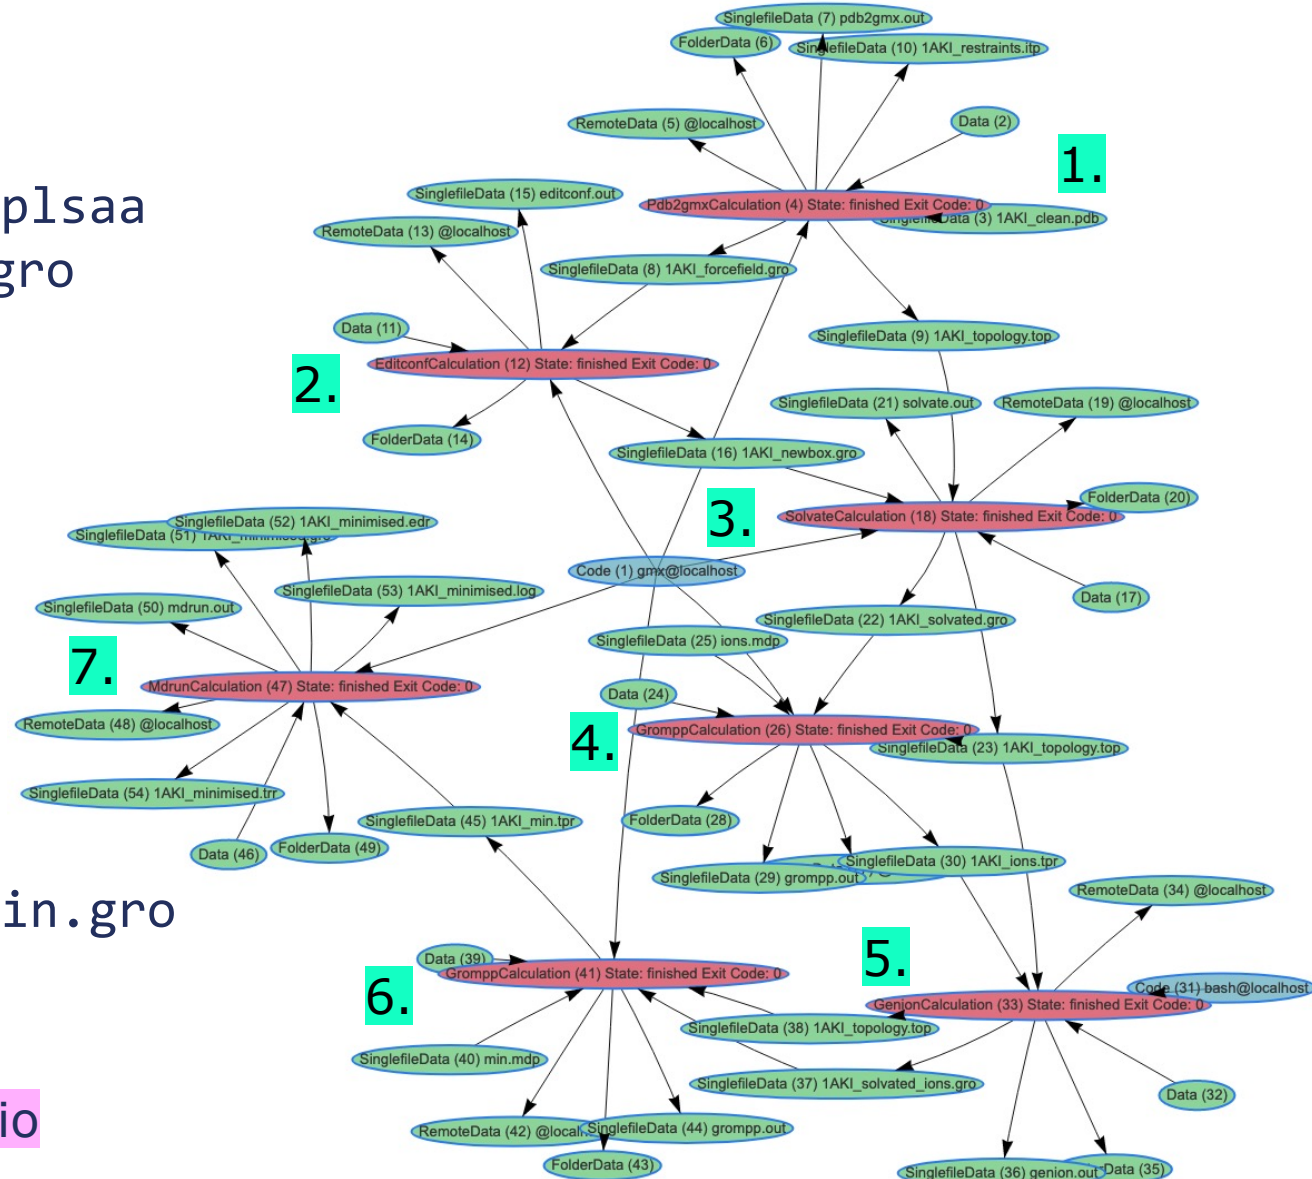 SinglefileData (7) pdb2gmx.out
FolderData (6)
SinglefileData (10) 1AKI_restraints.itp
RemoteData (5) @localhost
Data (2)
1.
plsaa
SinglefileData (15) editconf.out
Pdb2gmxCalculation (4) State: finished Exit Code: 0
SinglefileData (3) 1AKI_clean.pdb
RemoteData (13) @localhost
gro
SinglefileData (8) 1AKI_forcefield.gro
Data (11)
SinglefileData (9) 1AKI_topology.top
EditconfCalculation (12) State: finished Exit Code: 0
2.
SinglefileData (21) solvate.out
RemoteData (19) @localhost
FolderData (14)
SinglefileData (16) 1AKI_newbox.gro
FolderData (20)
3.
SolvateCalculation (18) State: finished Exit Code: 0
SinglefileData (52) 1AKI_minimised.edr
SinglefileData (51) 1AKI_minimised.gro
Code (1) gmx@localhost
SinglefileData (53) 1AKI_minimised.log
Data (17)
SinglefileData (50) mdrun.out
SinglefileData (22) 1AKI_solvated.gro
SinglefileData (25) ions.mdp
7.
MdrunCalculation (47) State: finished Exit Code: 0
Data (24)
RemoteData (48) @localhost
4.
GromppCalculation (26) State: finished Exit Code: 0
SinglefileData (23) 1AKI_topology.top
SinglefileData (54) 1AKI_minimised.trr
SinglefileData (45) 1AKI_min.tpr
FolderData (28)
Data (46)
FolderData (49)
SinglefileData (30) 1AKI_ions.tpr
SinglefileData (29) grompp.out
RemoteData (34) @localhost
in.gro
5.
Data (39)
GromppCalculation (41) State: finished Exit Code: 0
Code (31) bash@localhost
6.
GenionCalculation (33) State: finished Exit Code: 0
SinglefileData (38) 1AKI_topology.top
SinglefileData (40) min.mdp
SinglefileData (37) 1AKI_solvated_ions.gro
Data (32)
io
RemoteData (42) @localh
SinglefileData (44) grompp.out
FolderData (43)
SinglefileData (36) genion.out
Data (35)